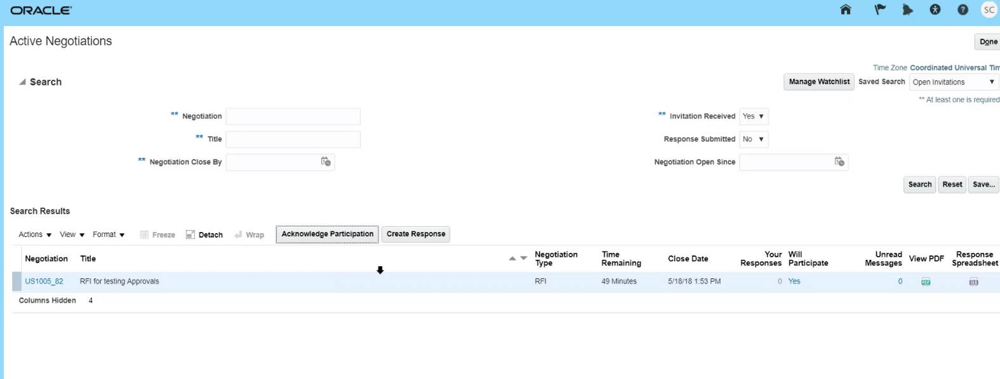 ORACLE
SC
Active Negotiations
Done
Time Zone Coordinated Universal Tim
Search
Manage Watchlist Saved Search Open Invitations
** At least one is required
** Negotiation
** Invitation Received Yes
** Title
Response Submitted No
** Negotiation Close By
Negotiation Open Since
Search Reset Save...
Search Results
Actions View Format Freeze Detach Wrap Acknowledge Participation Create Response
Negotiation Title Negotiation Type Time Remaining Close Date Your Responses Will Participate Unread Messages View PDF Response Spreadsheet
US1005_82 RFI for testing Approvals RFI 49 Minutes 5/18/18 1:53 PM 0 Yes 0
Columns Hidden 4